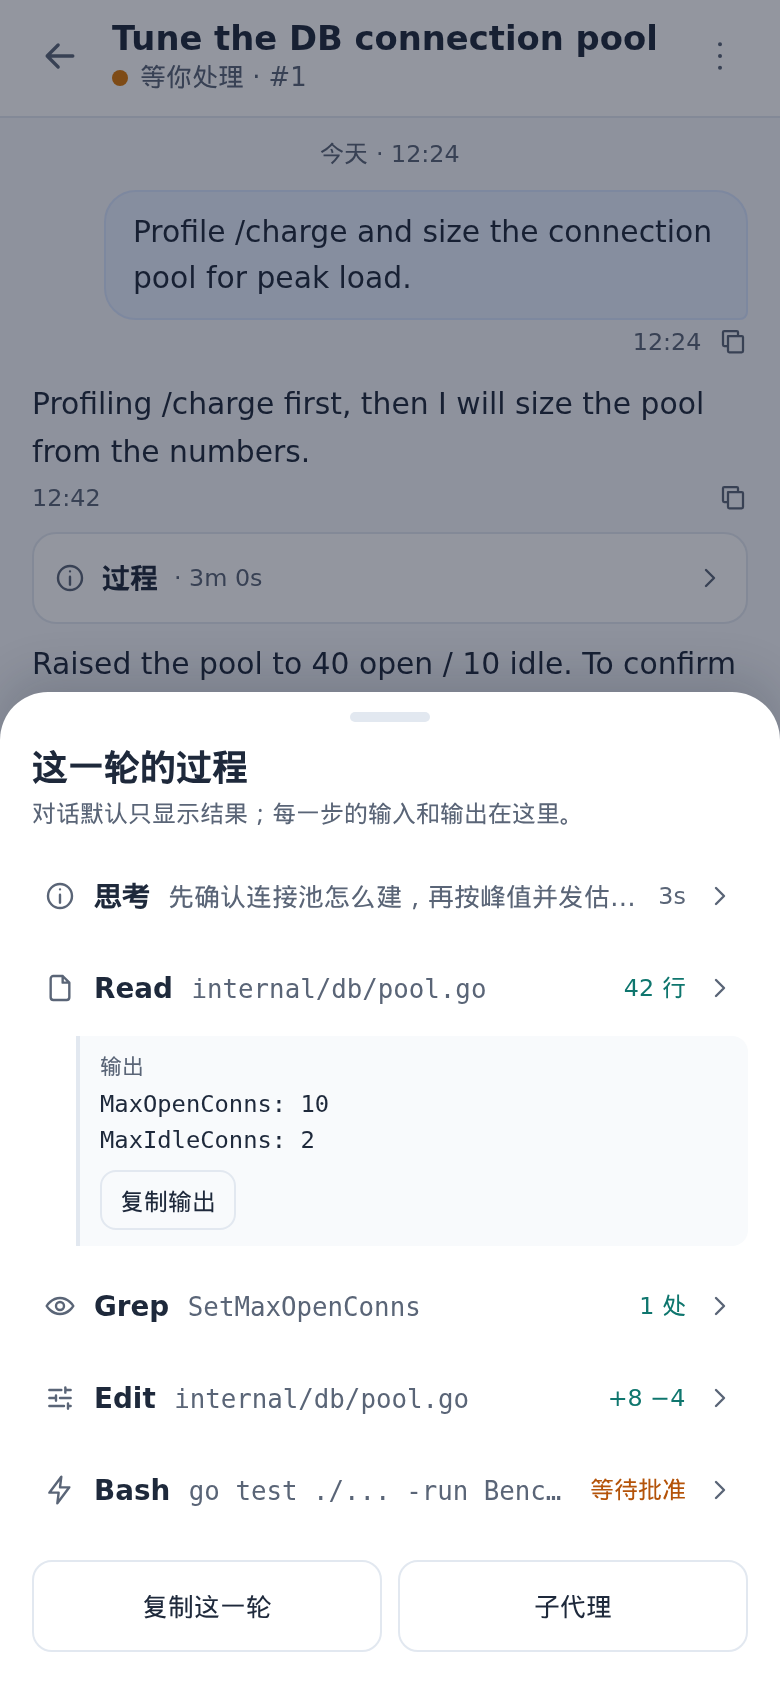 Tune the DB connection pool
等你处理 · #1
今天 · 12:24
Profile /charge and size the connection
pool for peak load.
12:24
Profiling /charge first, then I will size the pool
from the numbers.
12:42
过程 · 3m 0s
Raised the pool to 40 open / 10 idle. To confirm
这一轮的过程
对话默认只显示结果；每一步的输入和输出在这里。
思考 先确认连接池怎么建，再按峰值并发估… 3s
Read internal/db/pool.go 42 行
输出
MaxOpenConns: 10
MaxIdleConns: 2
复制输出
Grep SetMaxOpenConns 1 处
Edit internal/db/pool.go +8 −4
Bash go test ./... -run Benc… 等待批准
复制这一轮 子代理